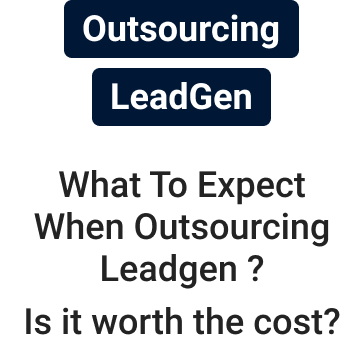 Outsourcing
LeadGen
What To Expect
When Outsourcing
Leadgen ?
Is it worth the cost?